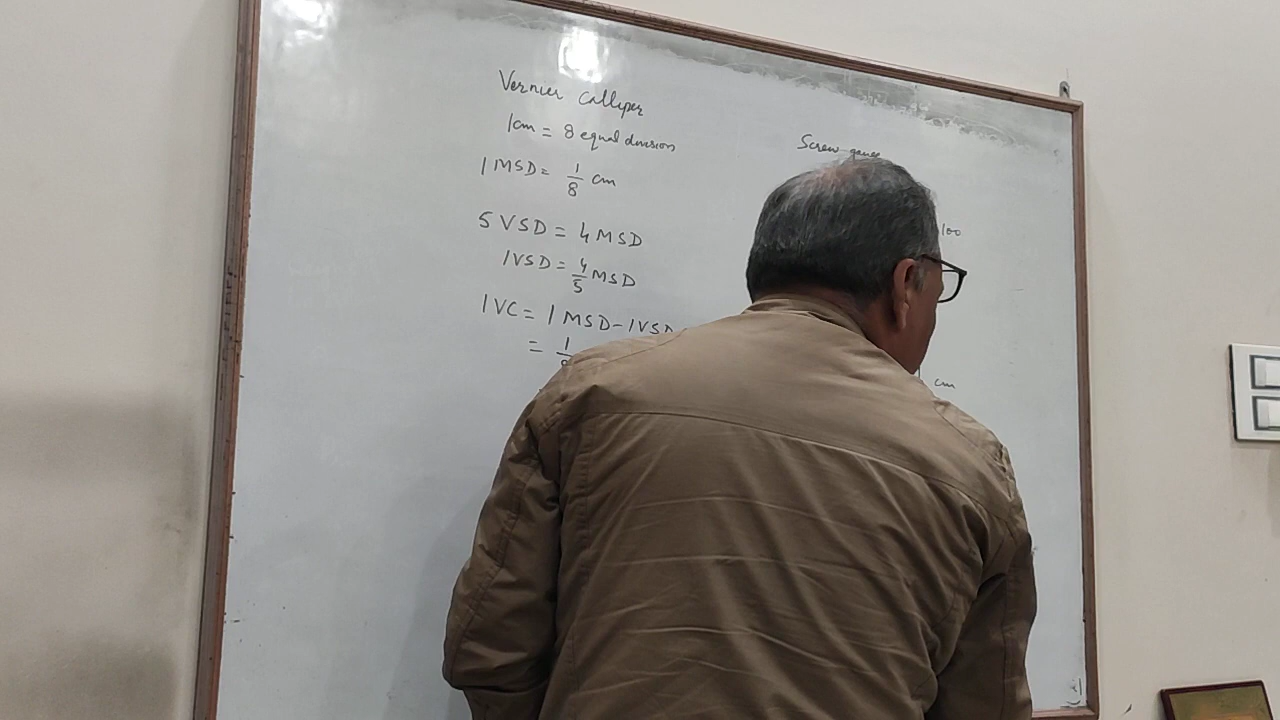 Vernier calliper
1cm = 8 equal divisions
1 MSD = 1/8 cm
5 VSD = 4 MSD
1 VSD = 4/5 MSD
1 VC = 1 MSD - 1 VSD
= 1
Screw gauge
100
cm